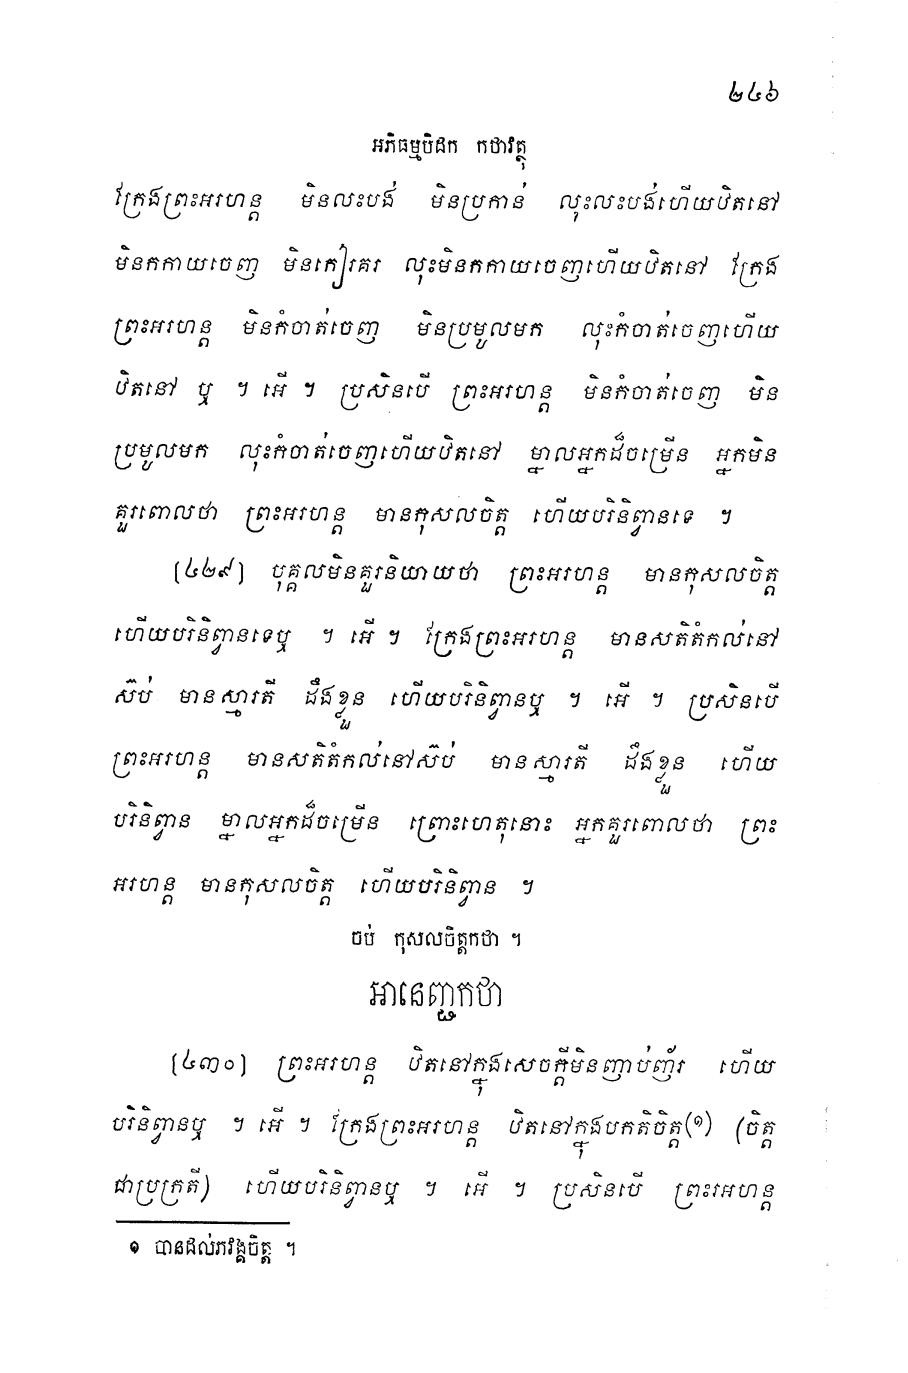 ២៤៦
អភិធម្មបិដក កថាវត្ថុ
ក្រែងព្រះអរហន្ត មិនលះបង់ មិនប្រកាន់ លុះលះបង់ហើយឋិតនៅ
មិនកកាយចេញ មិនកៀរគរ លុះមិនកកាយចេញហើយឋិតនៅ ក្រែង
ព្រះអរហន្ត មិនកំចាត់ចេញ មិនប្រមូលមក លុះកំចាត់ចេញហើយ
ឋិតនៅ ឬ ។ អើ ។ ប្រសិនបើ ព្រះអរហន្ត មិនកំចាត់ចេញ មិន
ប្រមូលមក លុះកំចាត់ចេញហើយឋិតនៅ ម្នាលអ្នកដ៏ចម្រើន អ្នកមិន
គួរពោលថា ព្រះអរហន្ត មានកុសលចិត្ត ហើយបរិនិព្វានទេ ។
(៤២៩) បុគ្គលមិនគួរនិយាយថា ព្រះអរហន្ត មានកុសលចិត្ត
ហើយបរិនិព្វានទេឬ ។ អើ ។ ក្រែងព្រះអរហន្ត មានសតិតំកល់នៅ
ស៊ប់ មានស្មារតី ដឹងខ្លួន ហើយបរិនិព្វានឬ ។ អើ ។ ប្រសិនបើ
ព្រះអរហន្ត មានសតិតំកល់នៅស៊ប់ មានស្មារតី ដឹងខ្លួន ហើយ
បរិនិព្វាន ម្នាលអ្នកដ៏ចម្រើន ព្រោះហេតុនោះ អ្នកគួរពោលថា ព្រះ
អរហន្ត មានកុសលចិត្ត ហើយបរិនិព្វាន ។
ចប់ កុសលចិត្តកថា ។
អានេញ្ជកថា
(៤៣០) ព្រះអរហន្ត ឋិតនៅក្នុងសេចក្តីមិនញាប់ញ័រ ហើយ
បរិនិព្វានឬ ។ អើ ។ ក្រែងព្រះអរហន្ត ឋិតនៅក្នុងបកតិចិត្ត(១) (ចិត្ត
ជាប្រក្រតី) ហើយបរិនិព្វានឬ ។ អើ ។ ប្រសិនបើ ព្រះរអហន្ត
១ បានដល់ភវង្គចិត្ត ។